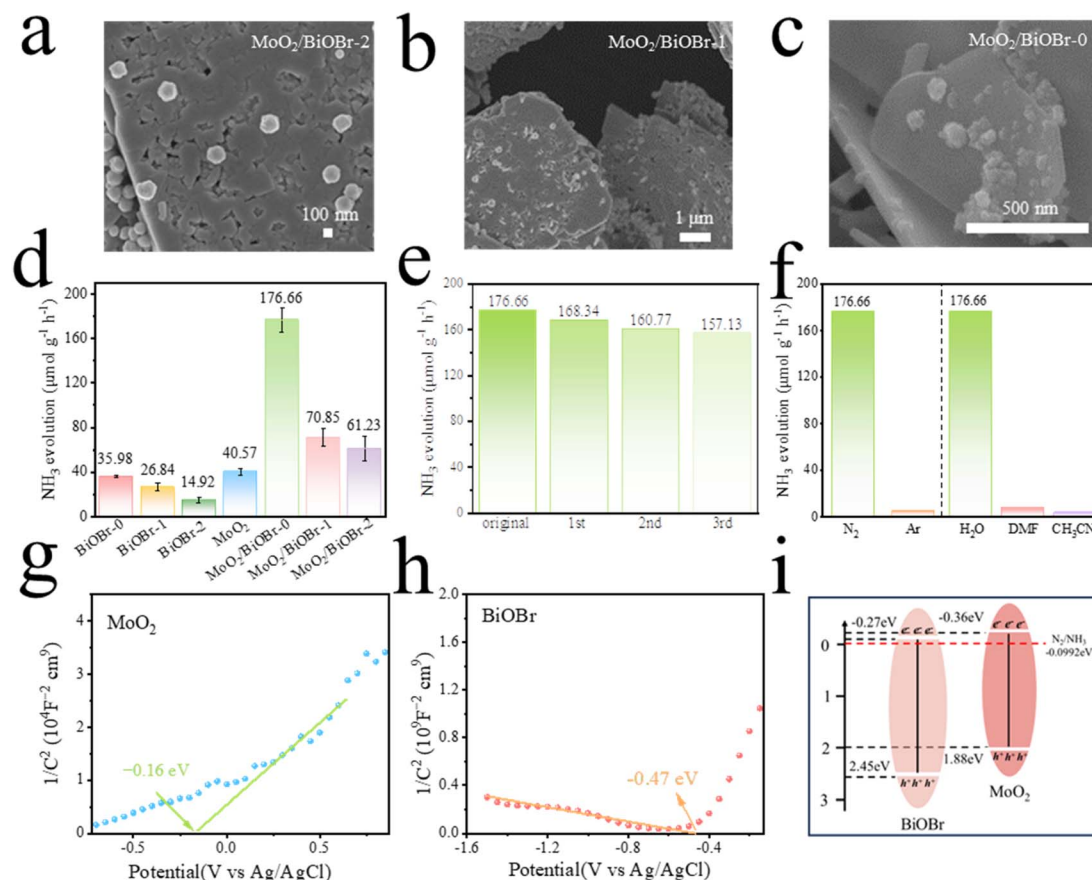 a
MoO₂/BiOBr-2
100 nm
b
MoO₂/BiOBr-1
1 μm
c
MoO₂/BiOBr-0
500 nm
d
NH₃ evolution (μmol g⁻¹ h⁻¹)
200
160
120
80
40
0
35.98
26.84
14.92
40.57
176.66
70.85
61.23
BiOBr-0
BiOBr-1
BiOBr-2
MoO₂
MoO₂/BiOBr-0
MoO₂/BiOBr-1
MoO₂/BiOBr-2
e
NH₃ evolution (μmol g⁻¹ h⁻¹)
200
160
120
80
40
0
176.66
168.34
160.77
157.13
original
1st
2nd
3rd
f
NH₃ evolution (μmol g⁻¹ h⁻¹)
200
160
120
80
40
0
176.66
176.66
N₂
Ar
H₂O
DMF
CH₃CN
g
MoO₂
1/C² (10⁴F⁻² cm⁹)
4
3
2
1
0
−0.16 eV
-0.5
0.0
0.5
Potential(V vs Ag/AgCl)
h
BiOBr
1/C² (10⁹F⁻² cm⁹)
2.0
1.6
1.2
0.8
0.4
0.0
-0.47 eV
-1.6
-1.2
-0.8
-0.4
Potential(V vs Ag/AgCl)
i
0
1
2
3
-0.27eV
-0.36eV
e⁻ e⁻ e⁻
e⁻ e⁻ e⁻
N₂/NH₃
-0.0992eV
2.45eV
1.88eV
h⁺ h⁺ h⁺
h⁺ h⁺ h⁺
BiOBr
MoO₂